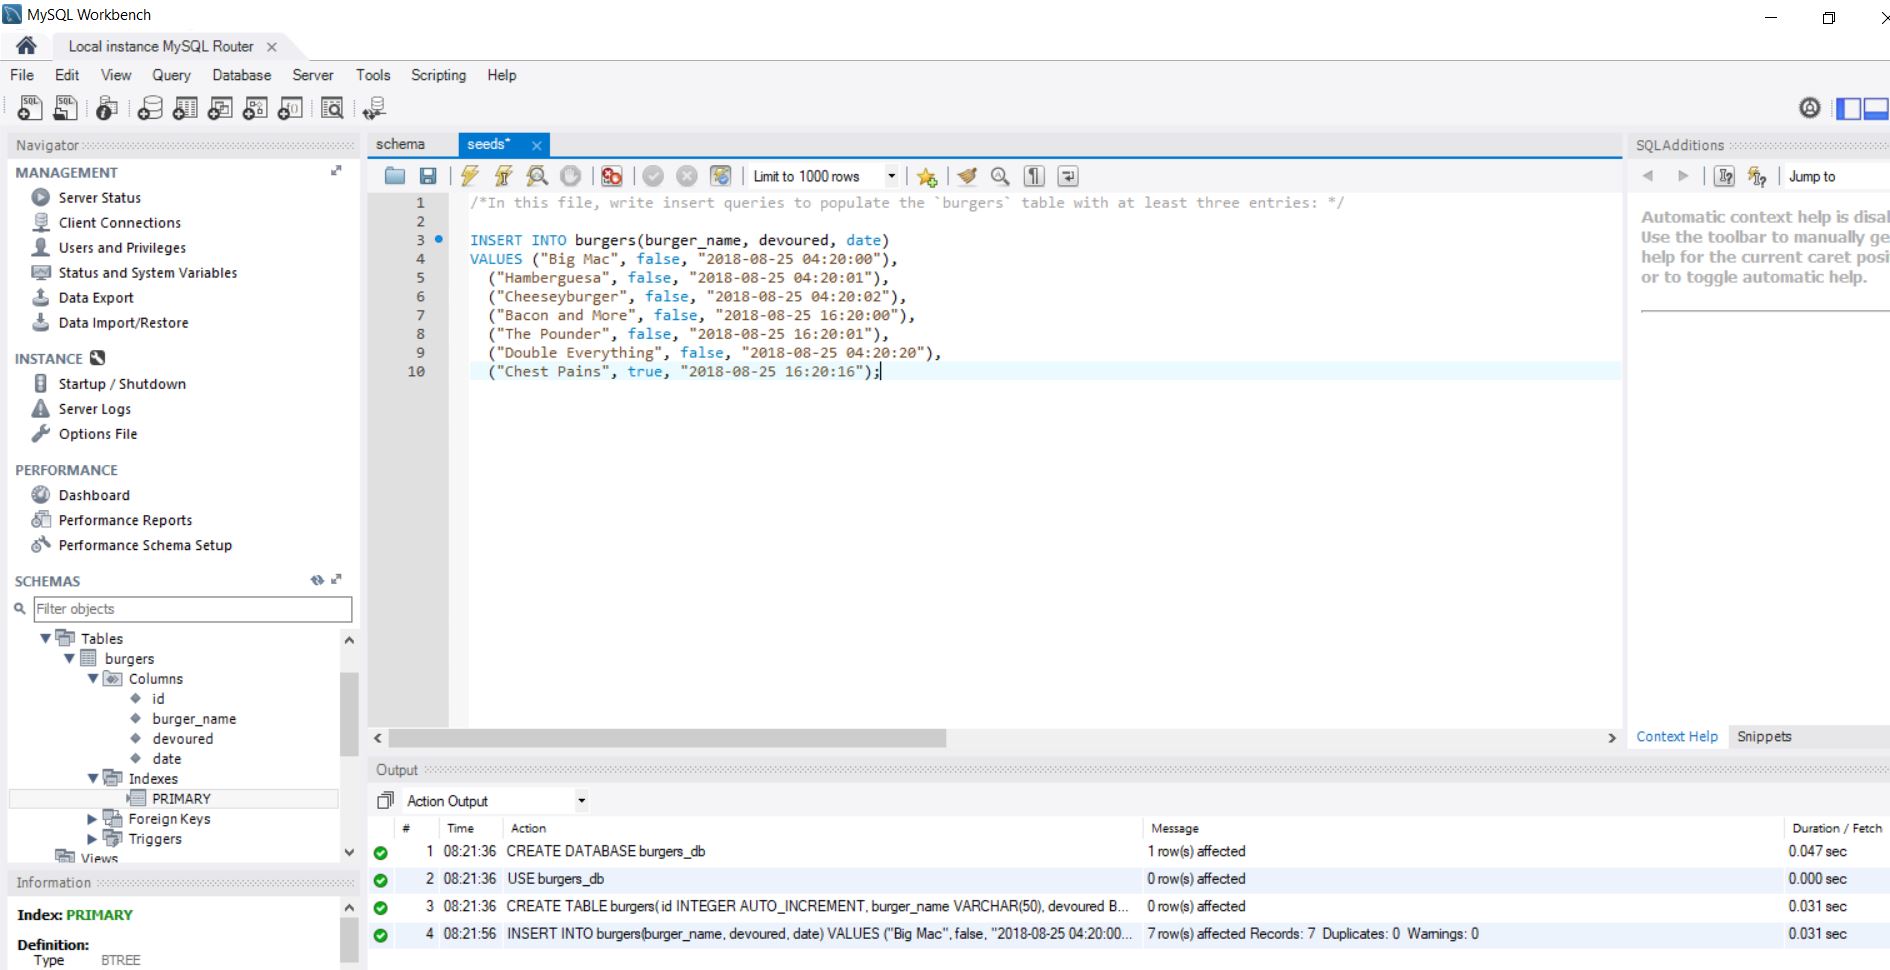 MySQL Workbench
Local instance MySQL Router
File Edit View Query Database Server Tools Scripting Help
Navigator
MANAGEMENT
Server Status
Client Connections
Users and Privileges
Status and System Variables
Data Export
Data Import/Restore
INSTANCE
Startup / Shutdown
Server Logs
Options File
PERFORMANCE
Dashboard
Performance Reports
Performance Schema Setup
SCHEMAS
Filter objects
Tables
burgers
Columns
id
burger_name
devoured
date
Indexes
PRIMARY
Foreign Keys
Triggers
Views
Information
Index: PRIMARY
Definition:
Type BTREE
schema seeds*
Limit to 1000 rows
1 /*In this file, write insert queries to populate the `burgers` table with at least three entries: */
2
3 INSERT INTO burgers(burger_name, devoured, date)
4 VALUES ("Big Mac", false, "2018-08-25 04:20:00"),
5 ("Hamberguesa", false, "2018-08-25 04:20:01"),
6 ("Cheeseyburger", false, "2018-08-25 04:20:02"),
7 ("Bacon and More", false, "2018-08-25 16:20:00"),
8 ("The Pounder", false, "2018-08-25 16:20:01"),
9 ("Double Everything", false, "2018-08-25 04:20:20"),
10 ("Chest Pains", true, "2018-08-25 16:20:16");
SQLAdditions
Jump to
Automatic context help is disal
Use the toolbar to manually ge
help for the current caret posi
or to toggle automatic help.
Context Help Snippets
Output
Action Output
# Time Action Message Duration / Fetch
1 08:21:36 CREATE DATABASE burgers_db 1 row(s) affected 0.047 sec
2 08:21:36 USE burgers_db 0 row(s) affected 0.000 sec
3 08:21:36 CREATE TABLE burgers( id INTEGER AUTO_INCREMENT, burger_name VARCHAR(50), devoured B... 0 row(s) affected 0.031 sec
4 08:21:56 INSERT INTO burgers(burger_name, devoured, date) VALUES ("Big Mac", false, "2018-08-25 04:20:00... 7 row(s) affected Records: 7 Duplicates: 0 Warnings: 0 0.031 sec